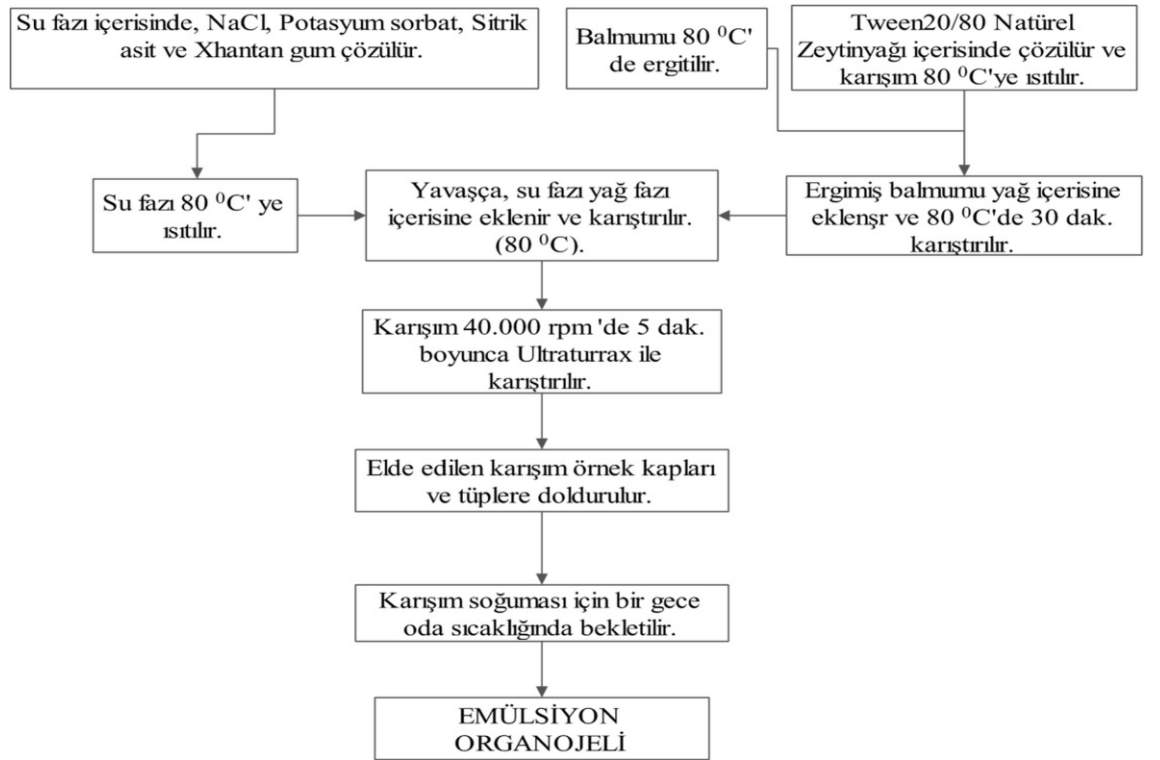 Su fazı içerisinde, NaCl, Potasyum sorbat, Sitrik
asit ve Xhantan gum çözülür.
Balmumu 80 ⁰C'
de ergitilir.
Tween20/80 Natürel
Zeytinyağı içerisinde çözülür ve
karışım 80 ⁰C'ye ısıtılır.
Su fazı 80 ⁰C' ye
ısıtılır.
Yavaşça, su fazı yağ fazı
içerisine eklenir ve karıştırılır.
(80 ⁰C).
Ergimiş balmumu yağ içerisine
eklenşr ve 80 ⁰C'de 30 dak.
karıştırılır.
Karışım 40.000 rpm 'de 5 dak.
boyunca Ultraturrax ile
karıştırılır.
Elde edilen karışım örnek kapları
ve tüplere doldurulur.
Karışım soğuması için bir gece
oda sıcaklığında bekletilir.
EMÜLSİYON
ORGANOJELİ